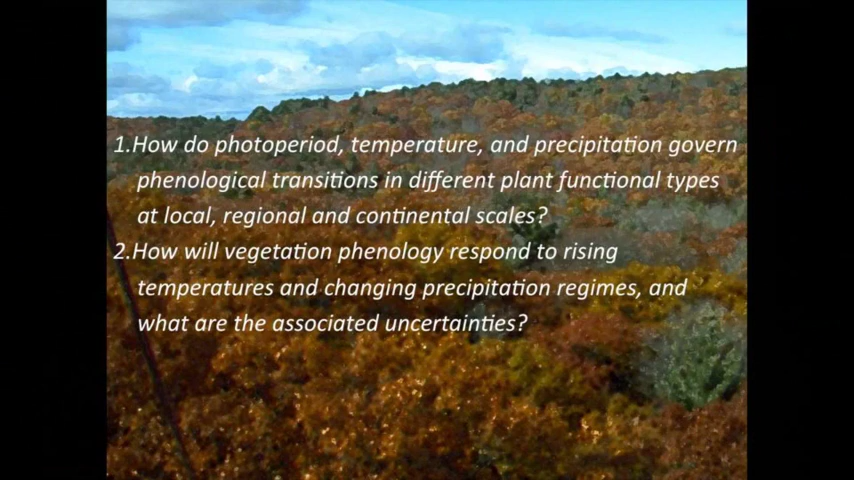 1.How do photoperiod, temperature, and precipitation govern
phenological transitions in different plant functional types
at local, regional and continental scales?
2.How will vegetation phenology respond to rising
temperatures and changing precipitation regimes, and
what are the associated uncertainties?